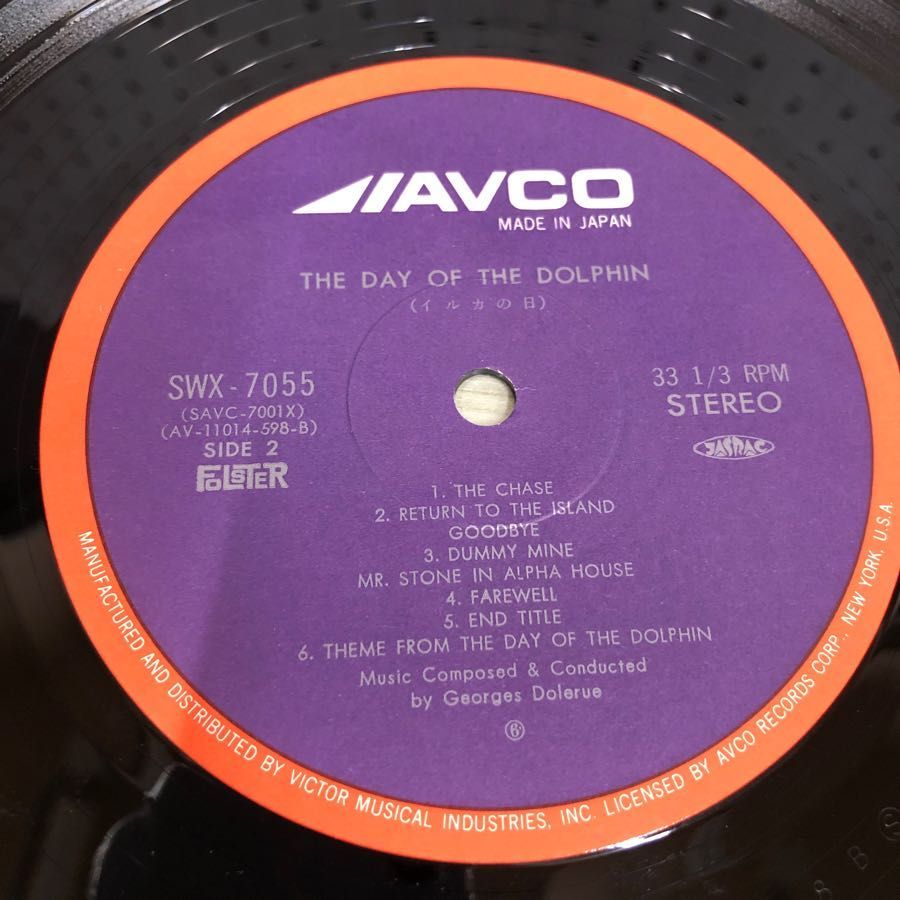 AVCO
MADE IN JAPAN
THE DAY OF THE DOLPHIN
(イルカの日)
SWX-7055
(SAVC-7001X)
(AV-11014-598-B)
SIDE 2
FOLSTER
33 1/3 RPM
STEREO
JASRAC
1. THE CHASE
2. RETURN TO THE ISLAND
GOODBYE
3. DUMMY MINE
MR. STONE IN ALPHA HOUSE
4. FAREWELL
5. END TITLE
6. THEME FROM THE DAY OF THE DOLPHIN
Music Composed & Conducted
by Georges Dolerue
6
MANUFACTURED AND DISTRIBUTED BY VICTOR MUSICAL INDUSTRIES, INC. LICENSED BY AVCO RECORDS CORP., NEW YORK, U.S.A.